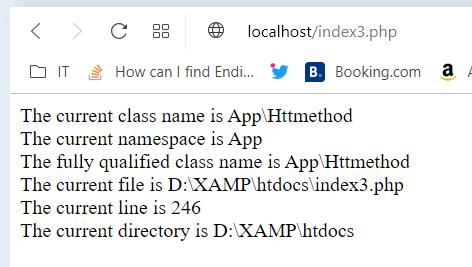 localhost/index3.php
IT How can I find Endi... B. Booking.com a
The current class name is App\Httmethod
The current namespace is App
The fully qualified class name is App\Httmethod
The current file is D:\XAMP\htdocs\index3.php
The current line is 246
The current directory is D:\XAMP\htdocs